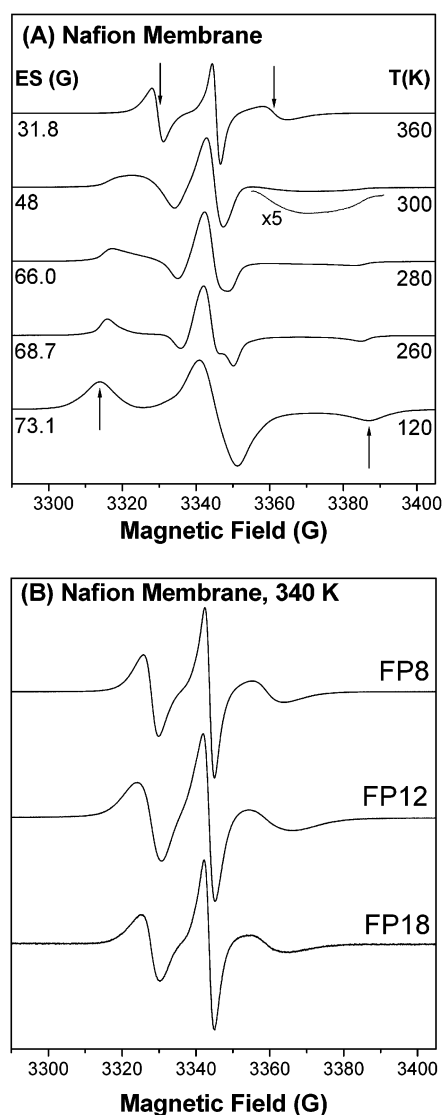 (A) Nafion Membrane
ES (G) T(K)
31.8 360
48 x5 300
66.0 280
68.7 260
73.1 120
3300 3320 3340 3360 3380 3400
Magnetic Field (G)
(B) Nafion Membrane, 340 K
FP8
FP12
FP18
3300 3320 3340 3360 3380 3400
Magnetic Field (G)